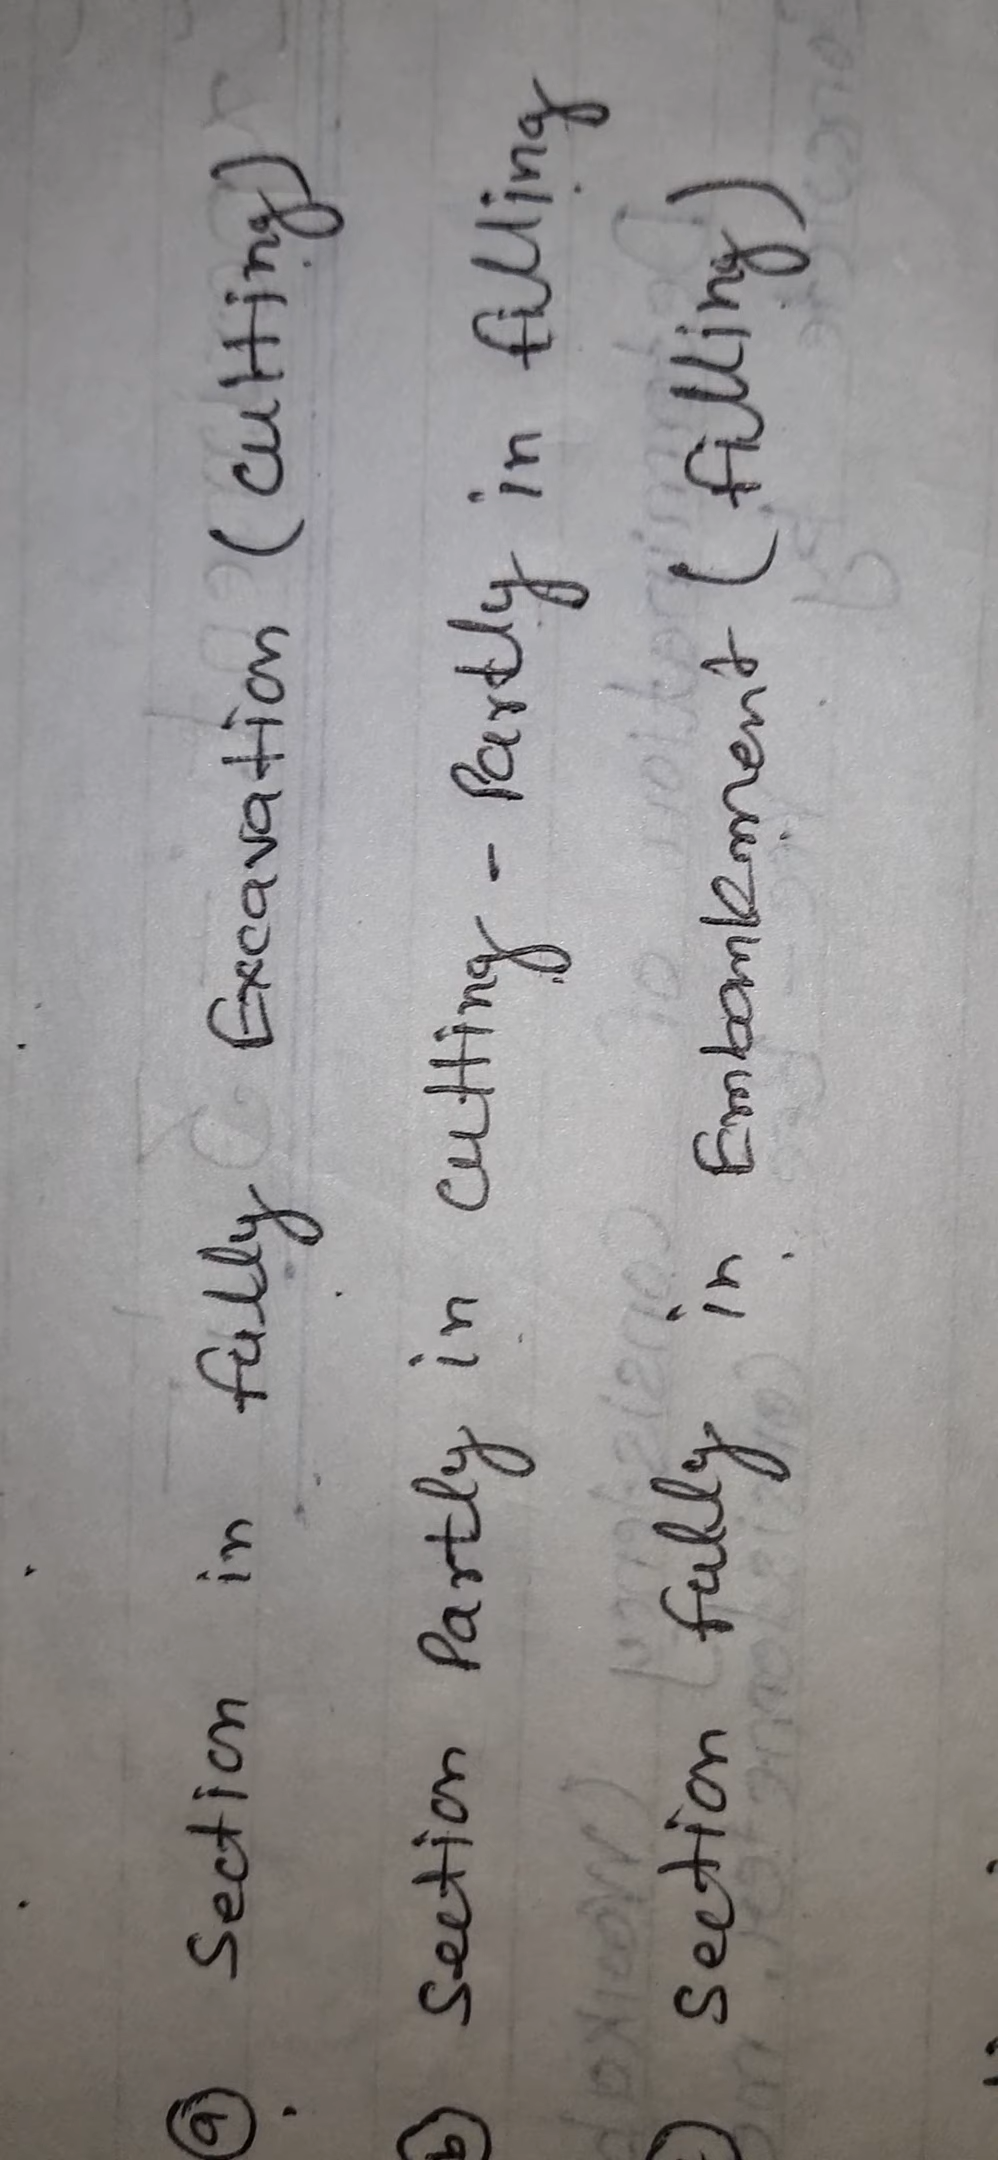 (a) Section in fully Excavation (cutting)
(b) Section Partly in cutting - Partly in filling
Section fully in Embankment (filling)